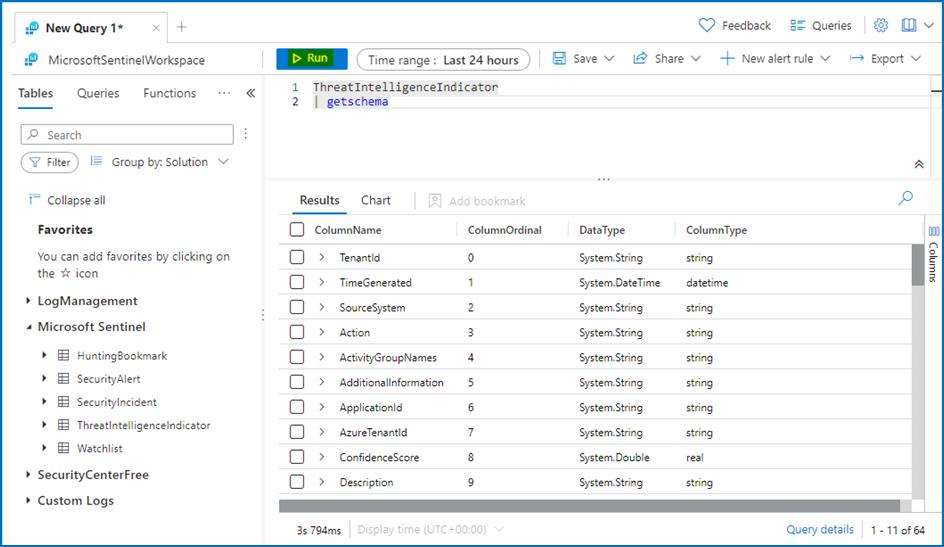 New Query 1* × +
Feedback Queries
MicrosoftSentinelWorkspace
Run
Time range : Last 24 hours
Save Share New alert rule Export
Tables Queries Functions ··· «
1 ThreatIntelligenceIndicator
2 | getschema
Search
Filter Group by: Solution
Collapse all
Favorites
You can add favorites by clicking on
the ☆ icon
LogManagement
Microsoft Sentinel
HuntingBookmark
SecurityAlert
SecurityIncident
ThreatIntelligenceIndicator
Watchlist
SecurityCenterFree
Custom Logs
Results Chart Add bookmark
ColumnName ColumnOrdinal DataType ColumnType
TenantId 0 System.String string
TimeGenerated 1 System.DateTime datetime
SourceSystem 2 System.String string
Action 3 System.String string
ActivityGroupNames 4 System.String string
AdditionalInformation 5 System.String string
ApplicationId 6 System.String string
AzureTenantId 7 System.String string
ConfidenceScore 8 System.Double real
Description 9 System.String string
Columns
3s 794ms Display time (UTC+00:00) Query details 1 - 11 of 64